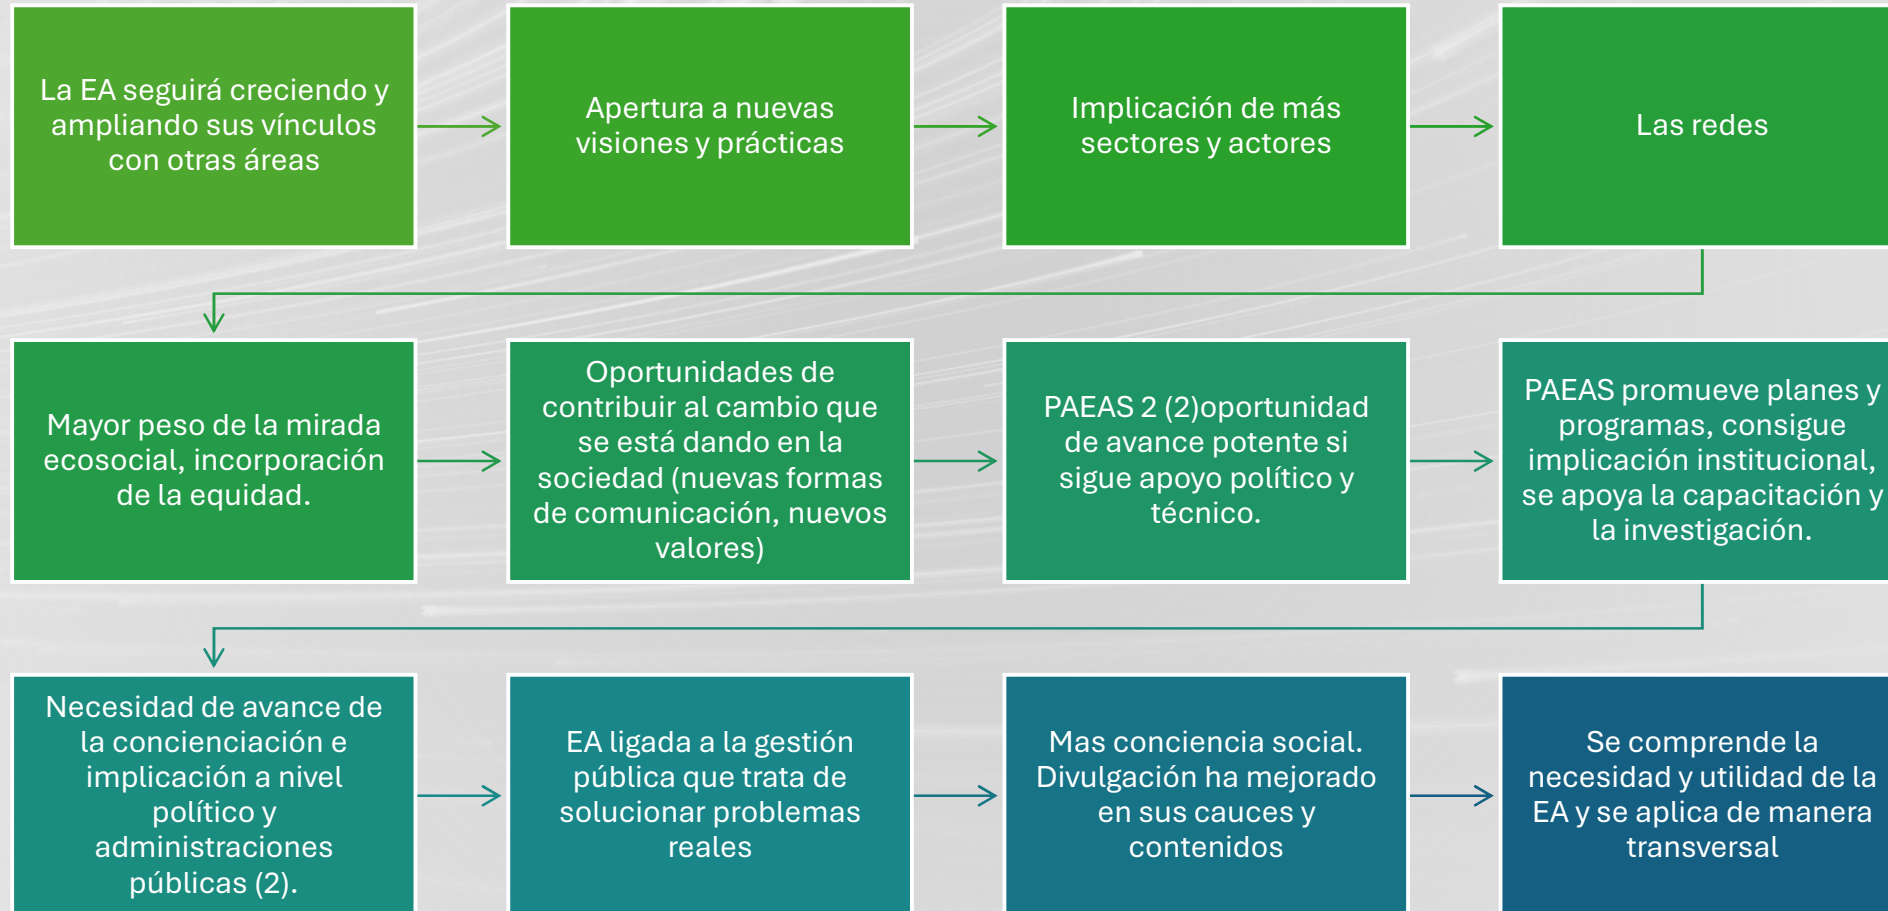 La EA seguirá creciendo y
ampliando sus vínculos
con otras áreas
Apertura a nuevas
visiones y prácticas
Implicación de más
sectores y actores
Las redes
Mayor peso de la mirada
ecosocial, incorporación
de la equidad.
Oportunidades de
contribuir al cambio que
se está dando en la
sociedad (nuevas formas
de comunicación, nuevos
valores)
PAEAS 2 (2)oportunidad
de avance potente si
sigue apoyo político y
técnico.
PAEAS promueve planes y
programas, consigue
implicación institucional,
se apoya la capacitación y
la investigación.
Necesidad de avance de
la concienciación e
implicación a nivel
político y
administraciones
públicas (2).
EA ligada a la gestión
pública que trata de
solucionar problemas
reales
Mas conciencia social.
Divulgación ha mejorado
en sus cauces y
contenidos
Se comprende la
necesidad y utilidad de la
EA y se aplica de manera
transversal